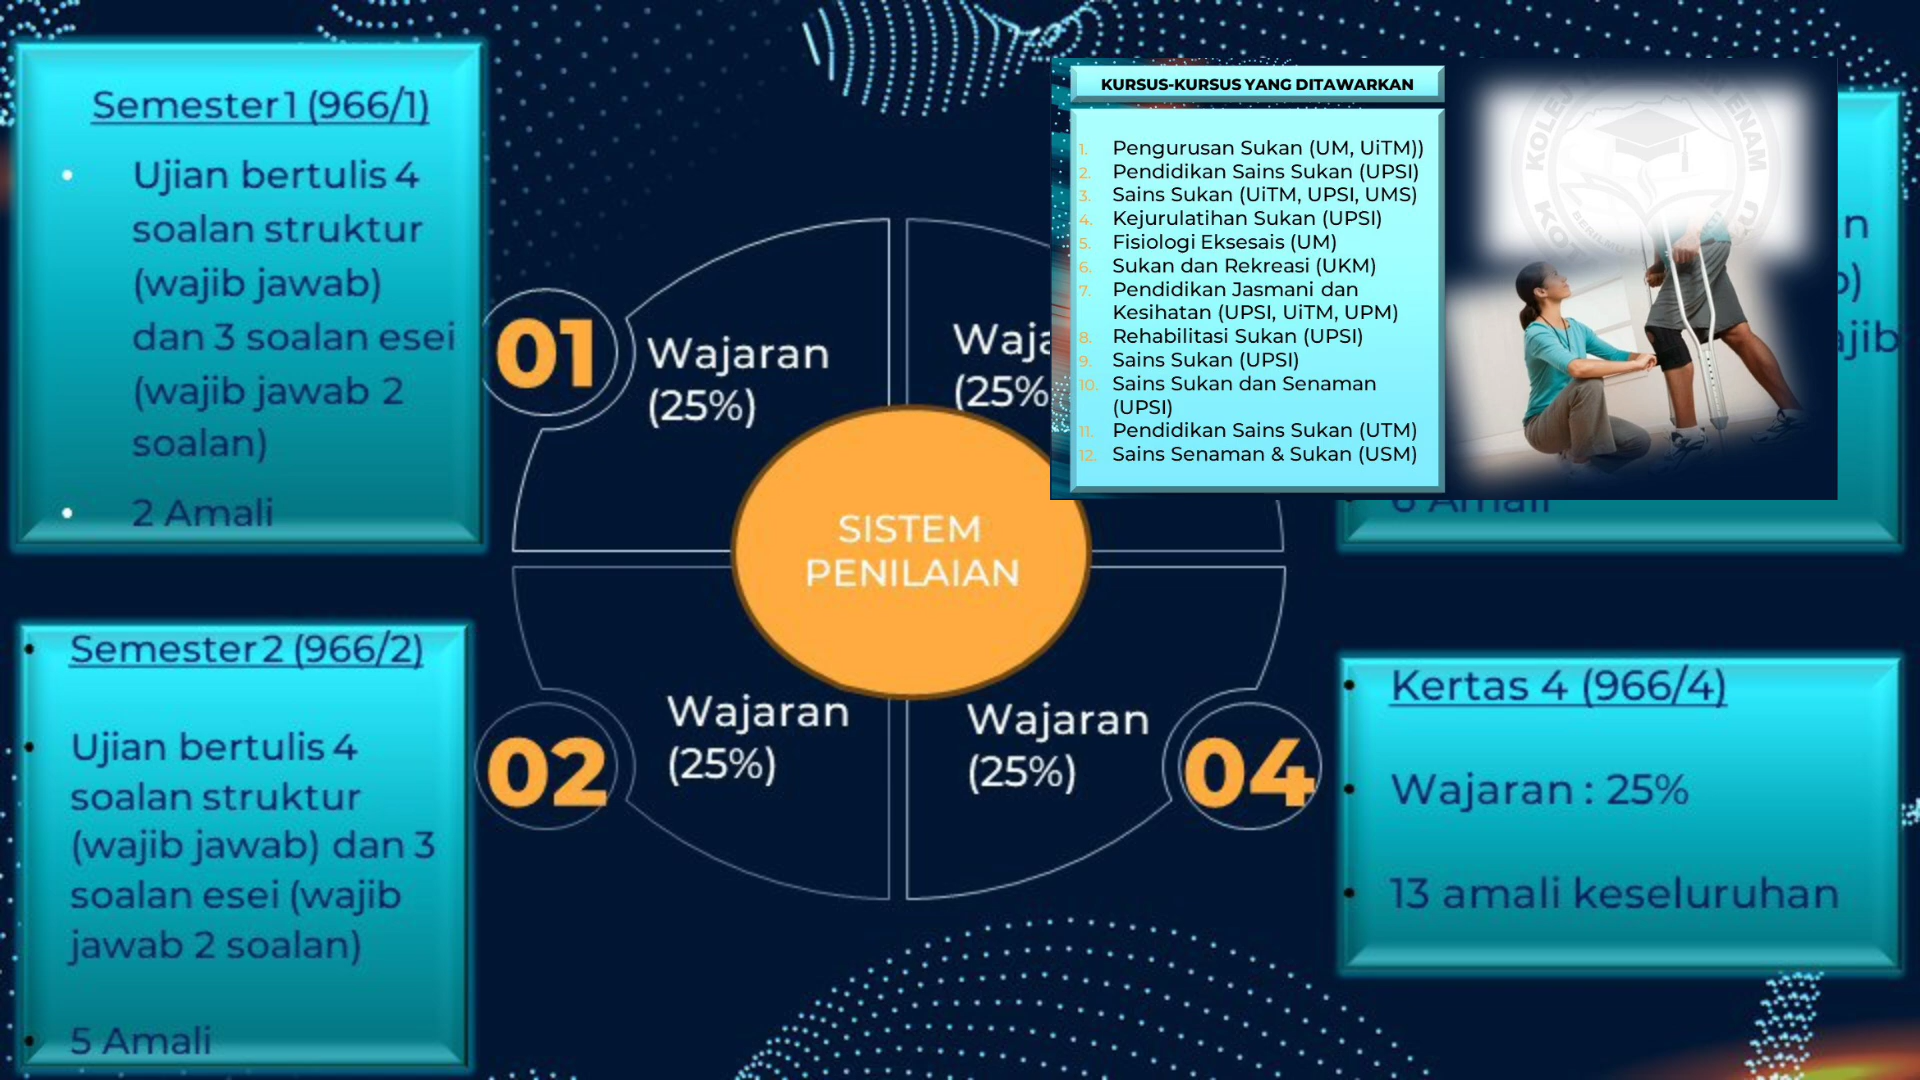 Semester 1 (966/1)
Ujian bertulis 4
soalan struktur
(wajib jawab)
dan 3 soalan esei
(wajib jawab 2
soalan)
2 Amali
01
Wajaran
(25%)
Waja
(25%
SISTEM
PENILAIAN
KURSUS-KURSUS YANG DITAWARKAN
1. Pengurusan Sukan (UM, UiTM))
2. Pendidikan Sains Sukan (UPSI)
3. Sains Sukan (UiTM, UPSI, UMS)
4. Kejurulatihan Sukan (UPSI)
5. Fisiologi Eksesais (UM)
6. Sukan dan Rekreasi (UKM)
7. Pendidikan Jasmani dan
Kesihatan (UPSI, UiTM, UPM)
8. Rehabilitasi Sukan (UPSI)
9. Sains Sukan (UPSI)
10. Sains Sukan dan Senaman
(UPSI)
11. Pendidikan Sains Sukan (UTM)
12. Sains Senaman & Sukan (USM)
Amali
Semester 2 (966/2)
Ujian bertulis 4
soalan struktur
(wajib jawab) dan 3
soalan esei (wajib
jawab 2 soalan)
5 Amali
02
Wajaran
(25%)
Wajaran
(25%)
04
Kertas 4 (966/4)
Wajaran : 25%
13 amali keseluruhan